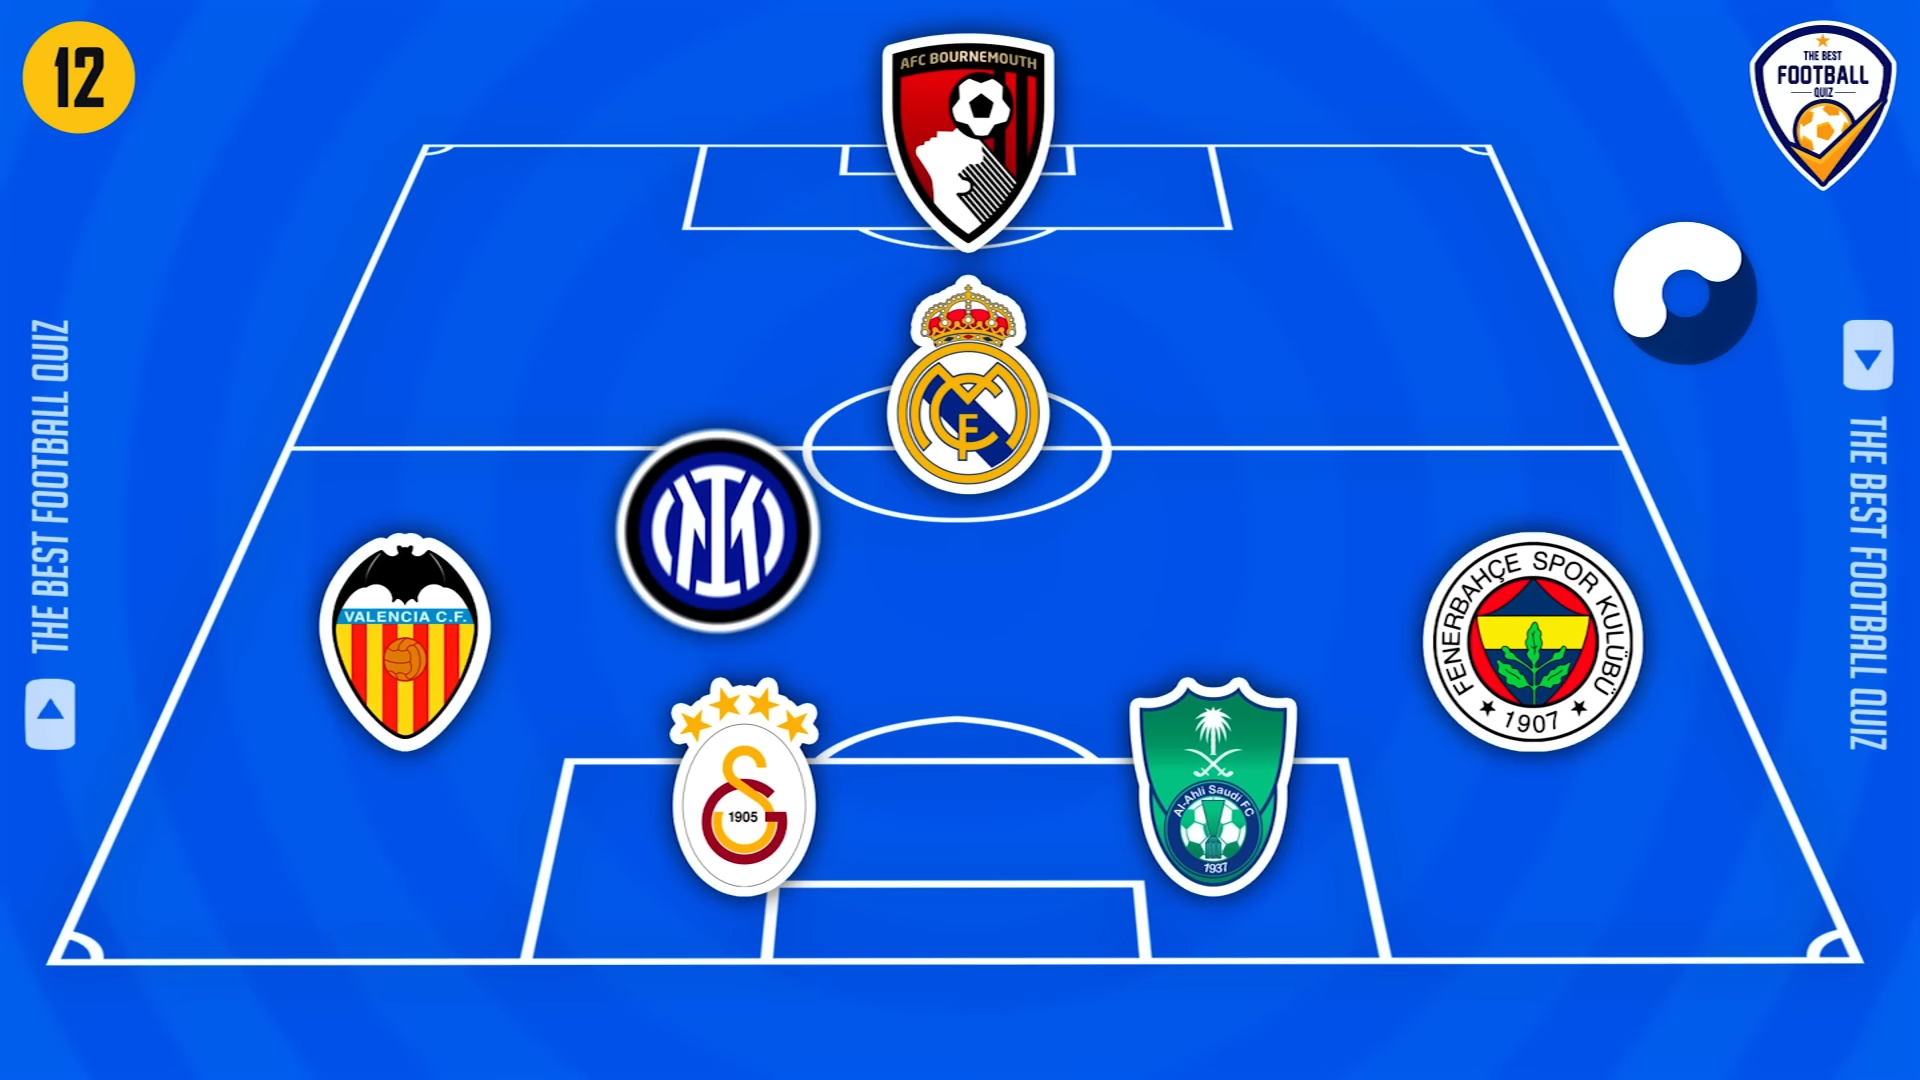 12
AFC BOURNEMOUTH
THE BEST
FOOTBALL
QUIZ
THE BEST FOOTBALL QUIZ
THE BEST FOOTBALL QUIZ
VALENCIA C.F.
FENERBAHÇE SPOR KULÜBÜ
1907
1905
Al-Ahli Saudi FC
1937